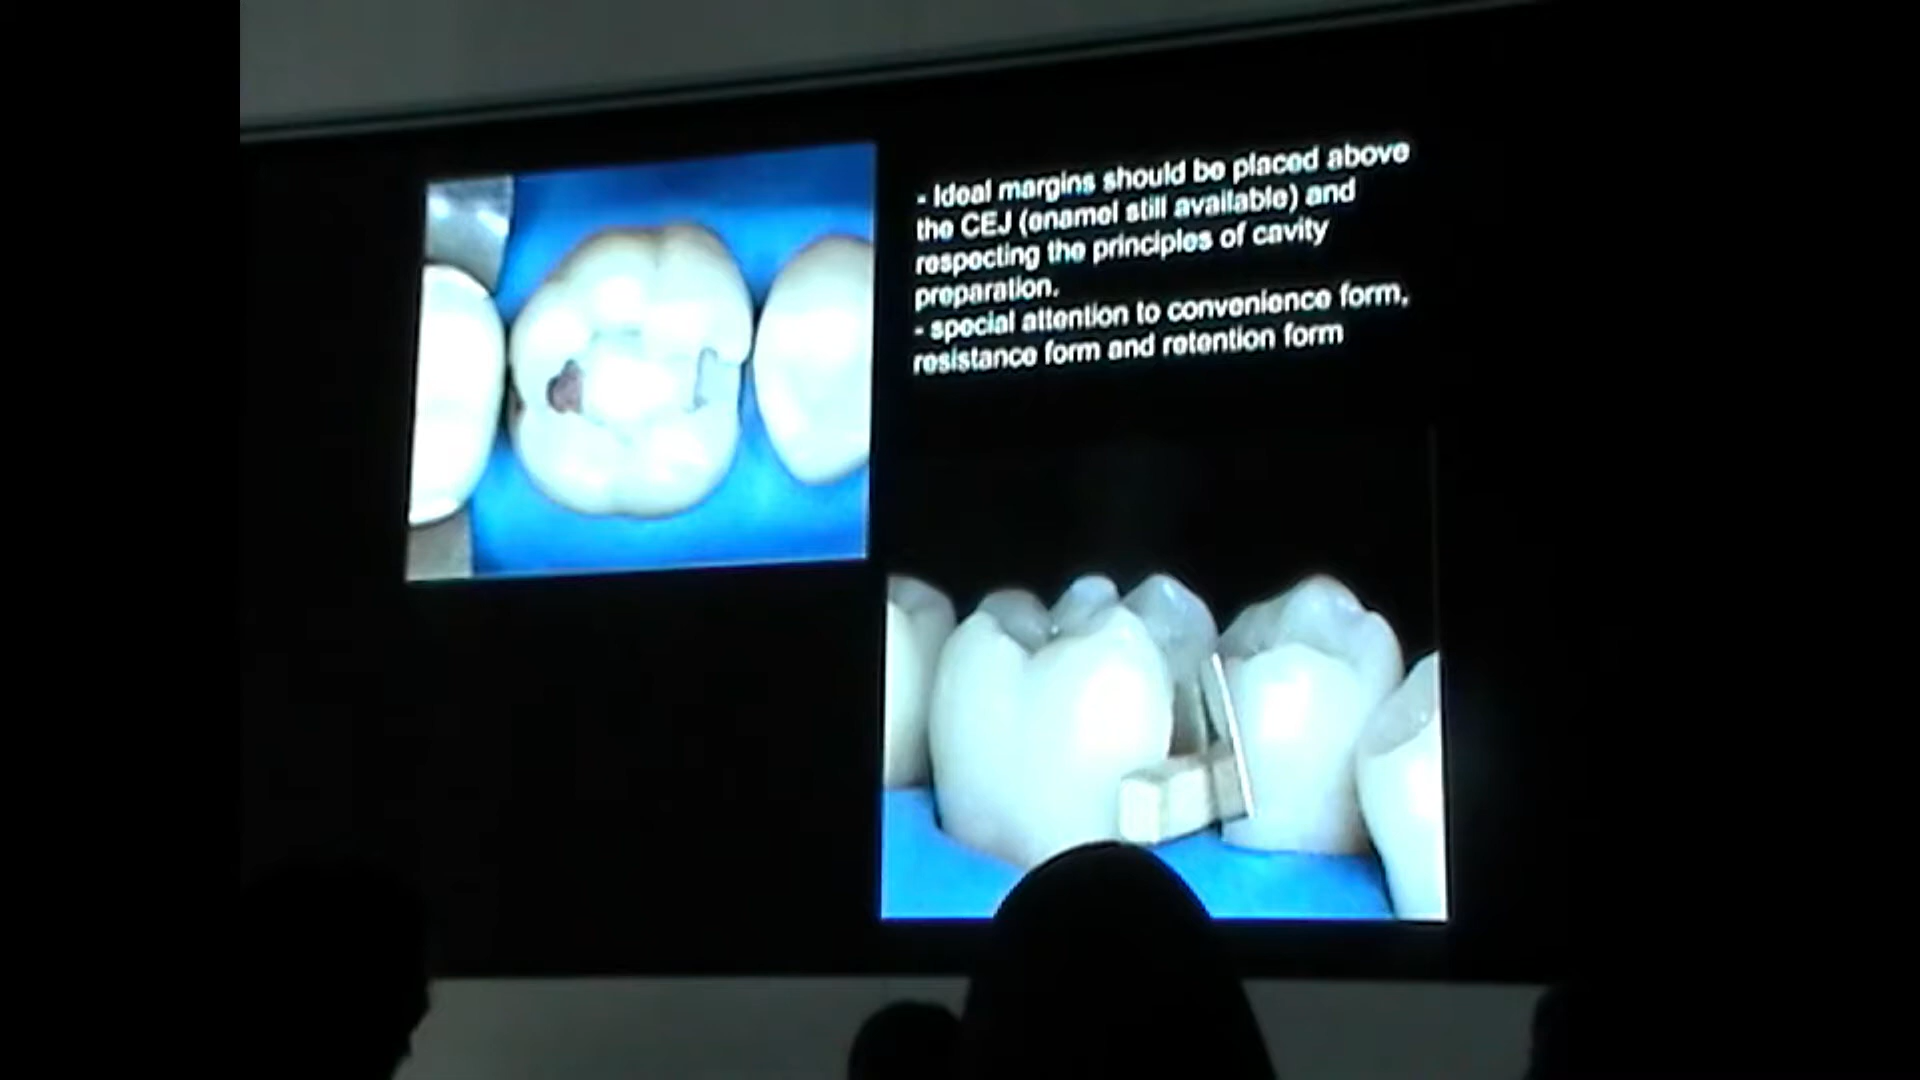 - Ideal margins should be placed above
the CEJ (enamel still available) and
respecting the principles of cavity
preparation.
- special attention to convenience form,
resistance form and retention form